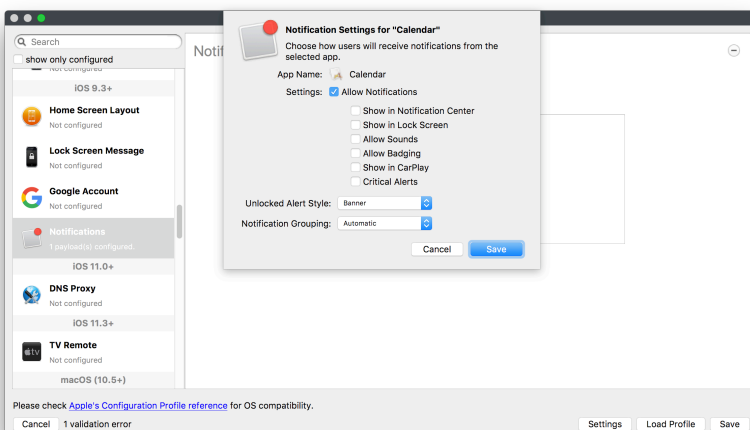 Search
show only configured
Not configured
iOS 9.3+
Home Screen Layout
Not configured
Lock Screen Message
Not configured
Google Account
Not configured
Notifications
1 payload(s) configured.
iOS 11.0+
DNS Proxy
Not configured
iOS 11.3+
tv
TV Remote
Not configured
macOS (10.5+)
Notif
Notification Settings for "Calendar"
Choose how users will receive notifications from the
selected app.
App Name: Calendar
Settings: Allow Notifications
Show in Notification Center
Show in Lock Screen
Allow Sounds
Allow Badging
Show in CarPlay
Critical Alerts
Unlocked Alert Style: Banner
Notification Grouping: Automatic
Cancel Save
Please check Apple's Configuration Profile reference for OS compatibility.
Cancel 1 validation error Settings Load Profile Save